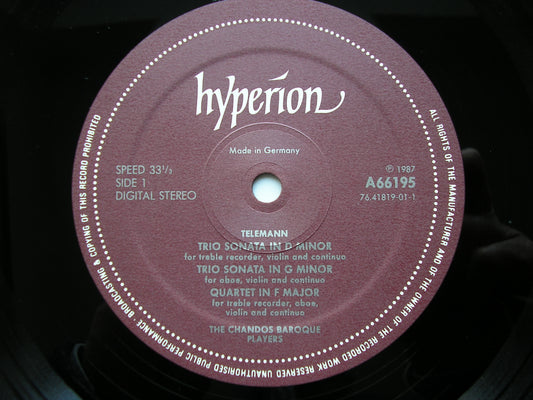 hyperion
Made in Germany
SPEED 33⅓
SIDE 1
DIGITAL STEREO
℗ 1987
A66195
76.41819-01-1
TELEMANN
TRIO SONATA IN D MINOR
for treble recorder, violin and continuo
TRIO SONATA IN G MINOR
for oboe, violin and continuo
QUARTET IN F MAJOR
for treble recorder, oboe,
violin and continuo
THE CHANDOS BAROQUE
PLAYERS
ALL RIGHTS OF THE MANUFACTURER AND OF THE OWNER OF THE RECORDED WORK RESERVED UNAUTHORISED PUBLIC PERFORMANCE BROADCASTING & COPYING OF THIS RECORD PROHIBITED